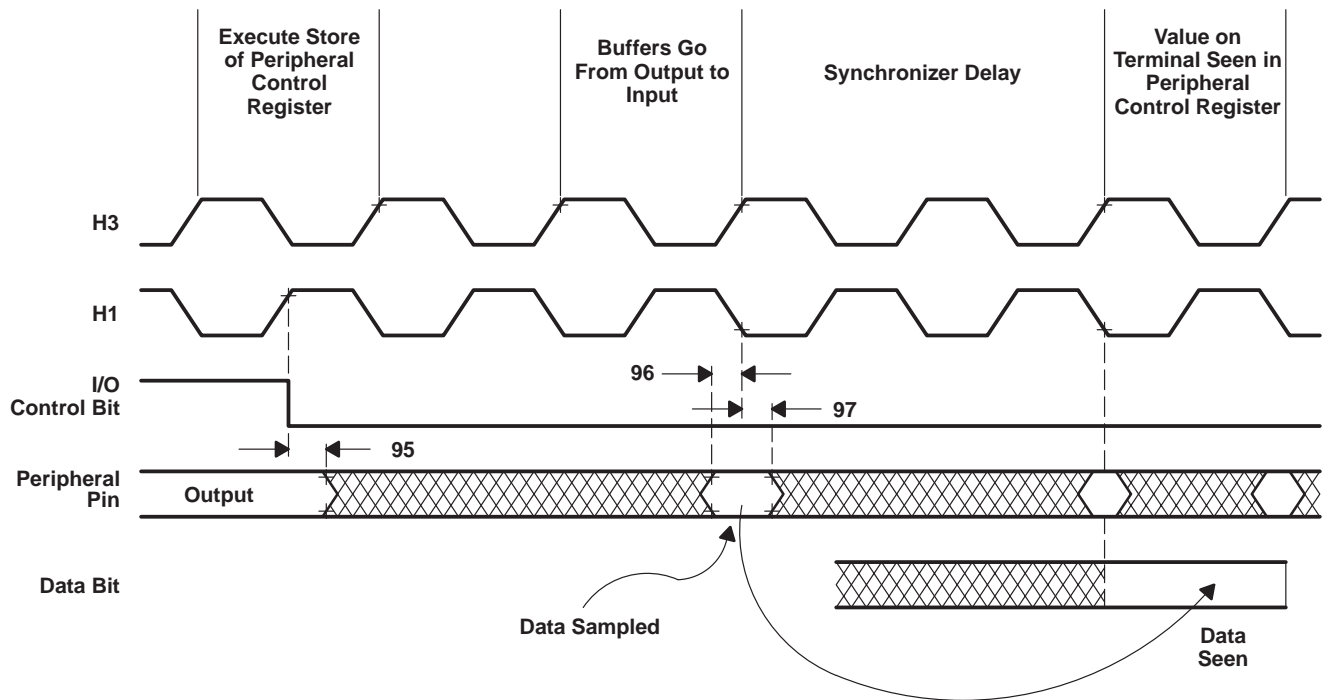 Execute Store
of Peripheral
Control
Register
Buffers Go
From Output to
Input
Synchronizer Delay
Value on
Terminal Seen in
Peripheral
Control Register
H3
H1
I/O
Control Bit
96
97
95
Peripheral
Pin
Output
Data Bit
Data Sampled
Data
Seen